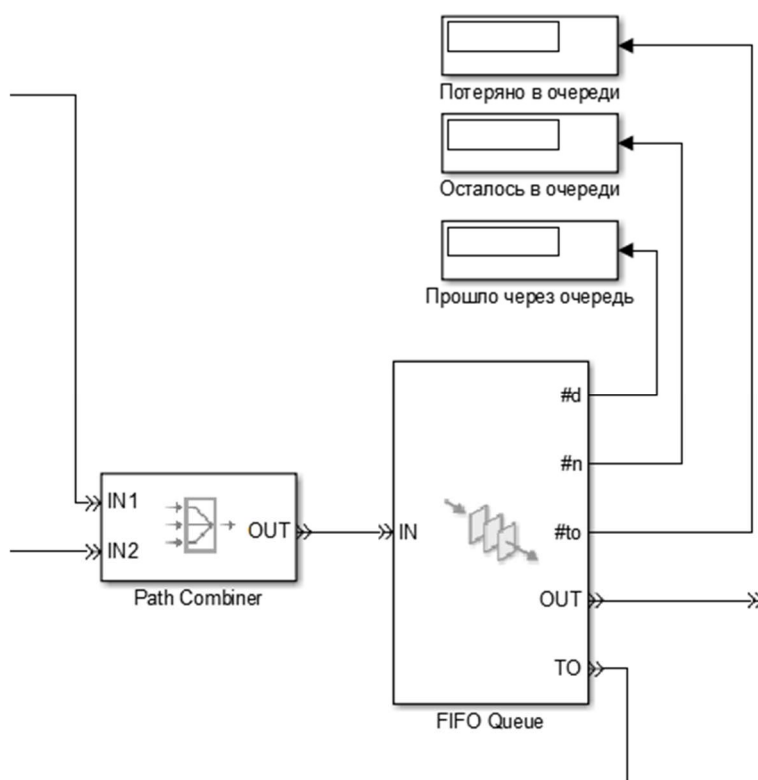 Потеряно в очереди
Осталось в очереди
Прошло через очередь
#d
#n
IN1
OUT
IN2
IN
#to
Path Combiner
OUT
TO
FIFO Queue